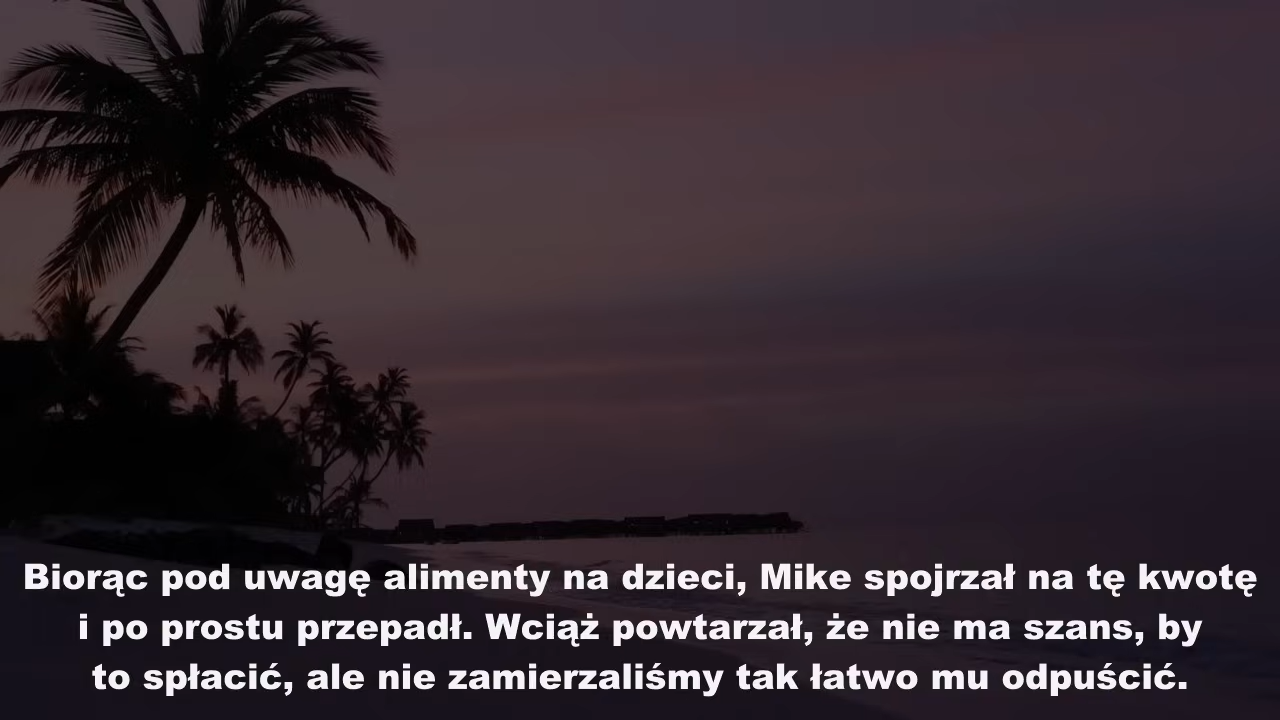 Biorąc pod uwagę alimenty na dzieci, Mike spojrzał na tę kwotę
i po prostu przepadł. Wciąż powtarzał, że nie ma szans, by
to spłacić, ale nie zamierzaliśmy tak łatwo mu odpuścić.